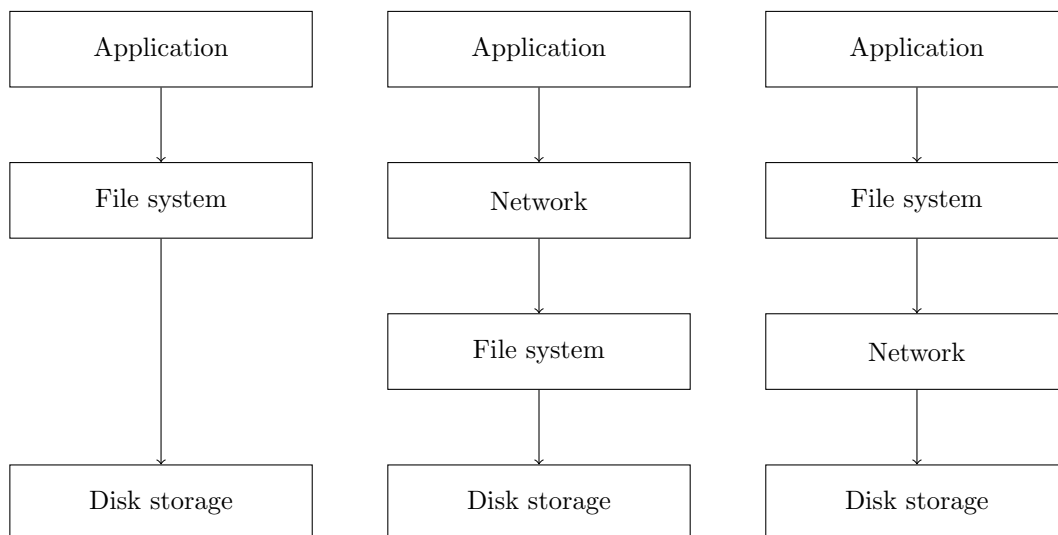 Application
Application
Application
File system
Network
File system
File system
Network
Disk storage
Disk storage
Disk storage